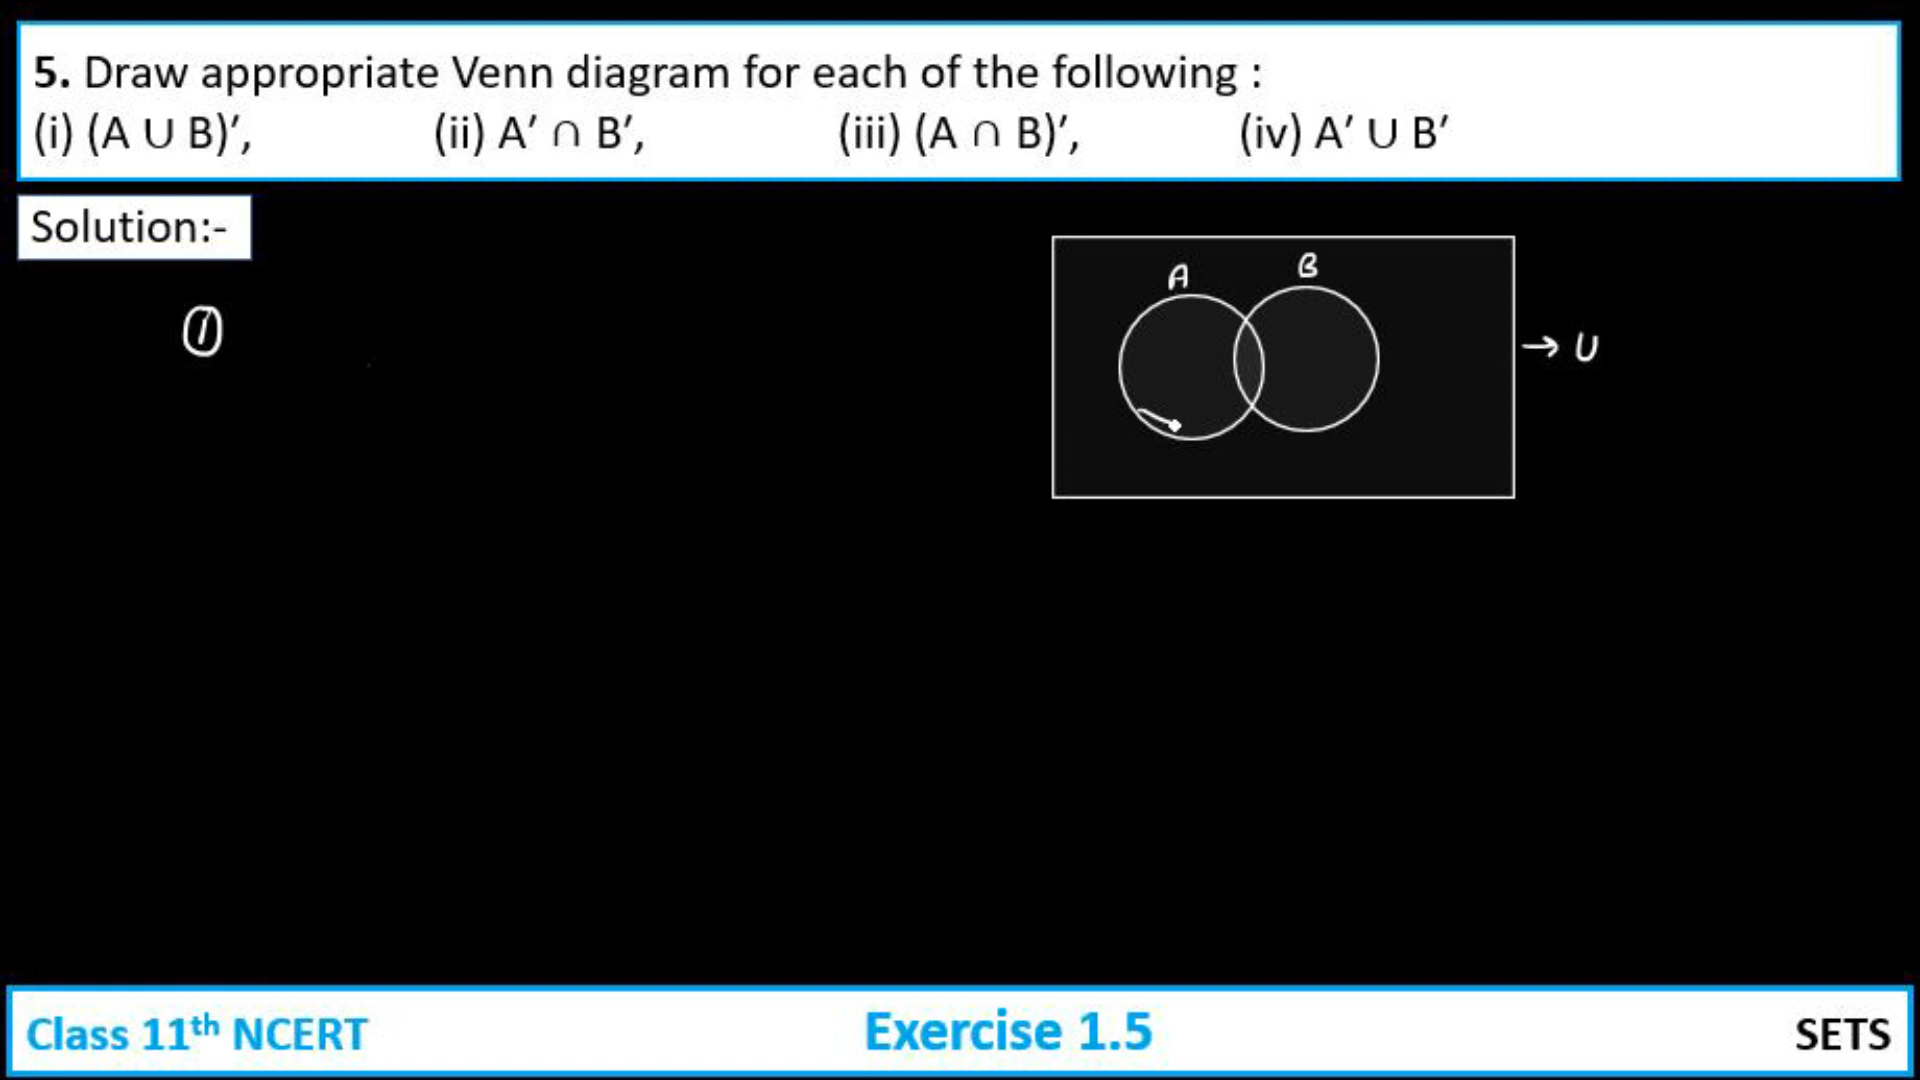 5. Draw appropriate Venn diagram for each of the following :
(i) (A ∪ B)′, (ii) A′ ∩ B′, (iii) (A ∩ B)′, (iv) A′ ∪ B′
Solution:-
①
A B
→ U
Class 11th NCERT Exercise 1.5 SETS